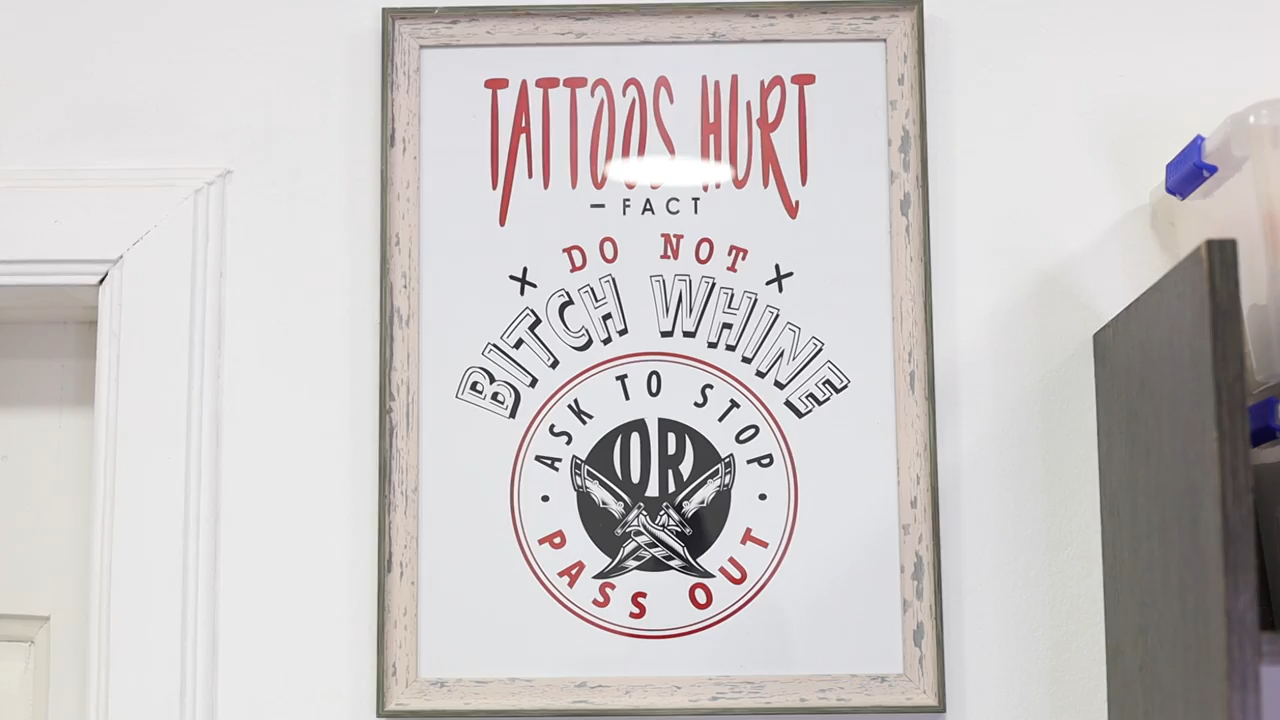 TATTOOS HURT
– FACT
DO NOT
BITCH WHINE
ASK TO STOP
OR
PASS OUT